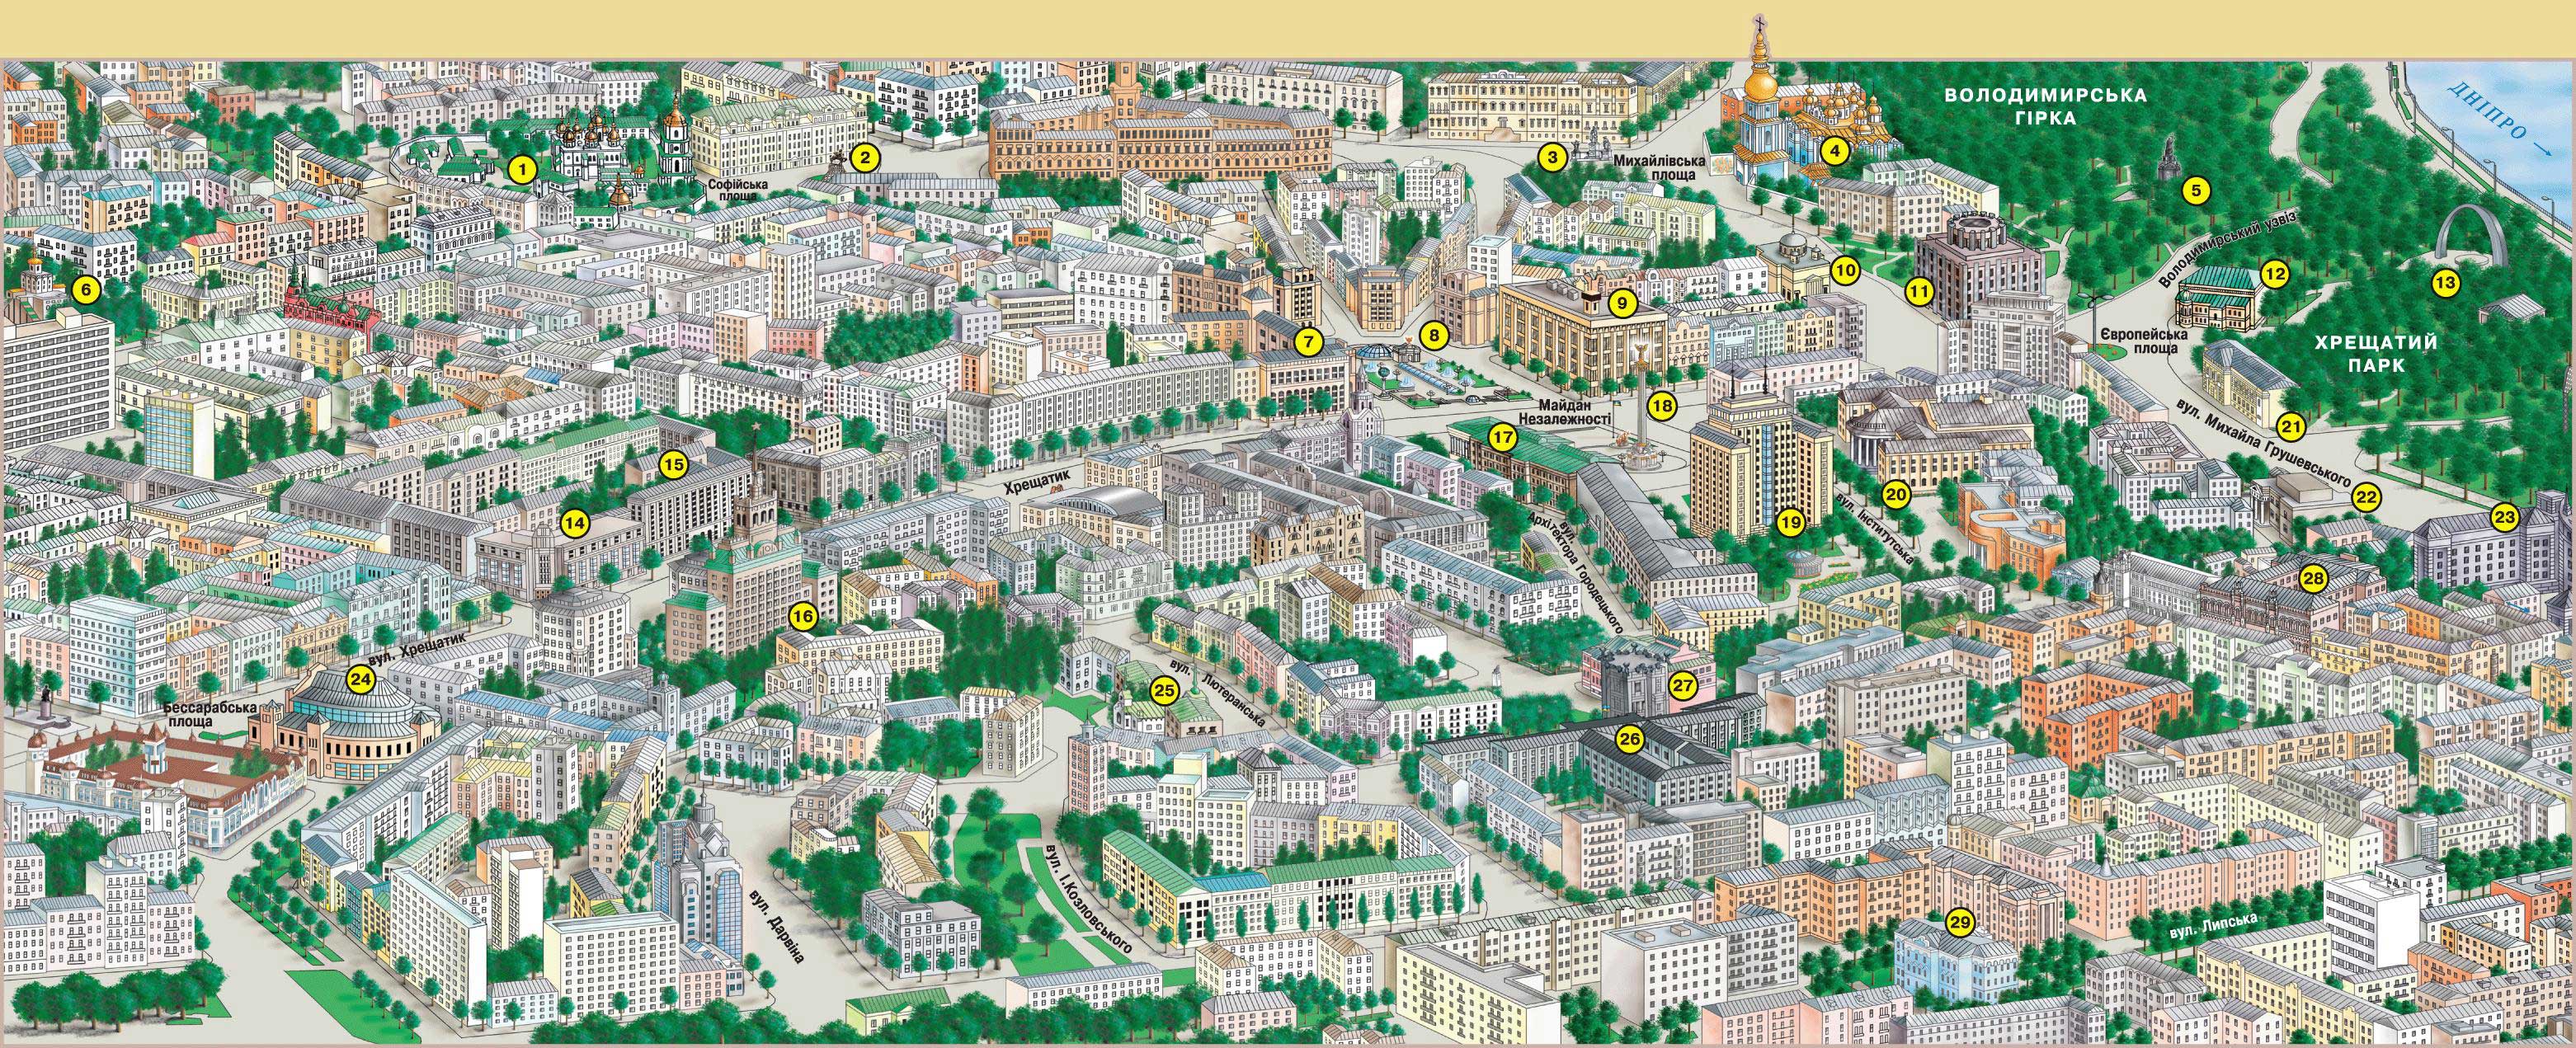 ВОЛОДИМИРСЬКА
ГІРКА
ДНІПРО
1
2
Софійська
площа
3
Михайлівська
площа
4
5
Володимирський узвіз
6
7
8
9
10
11
12
13
Європейська
площа
ХРЕЩАТИЙ
ПАРК
Майдан
Незалежності
18
17
21
вул. Михайла Грушевського
15
Хрещатик
14
16
19
20
вул. Інститутська
22
23
вул.
Архітектора Городецького
28
24
вул. Хрещатик
Бессарабська
площа
25
вул. Лютеранська
27
26
вул. Дарвіна
вул. І.Козловського
29
вул. Липська